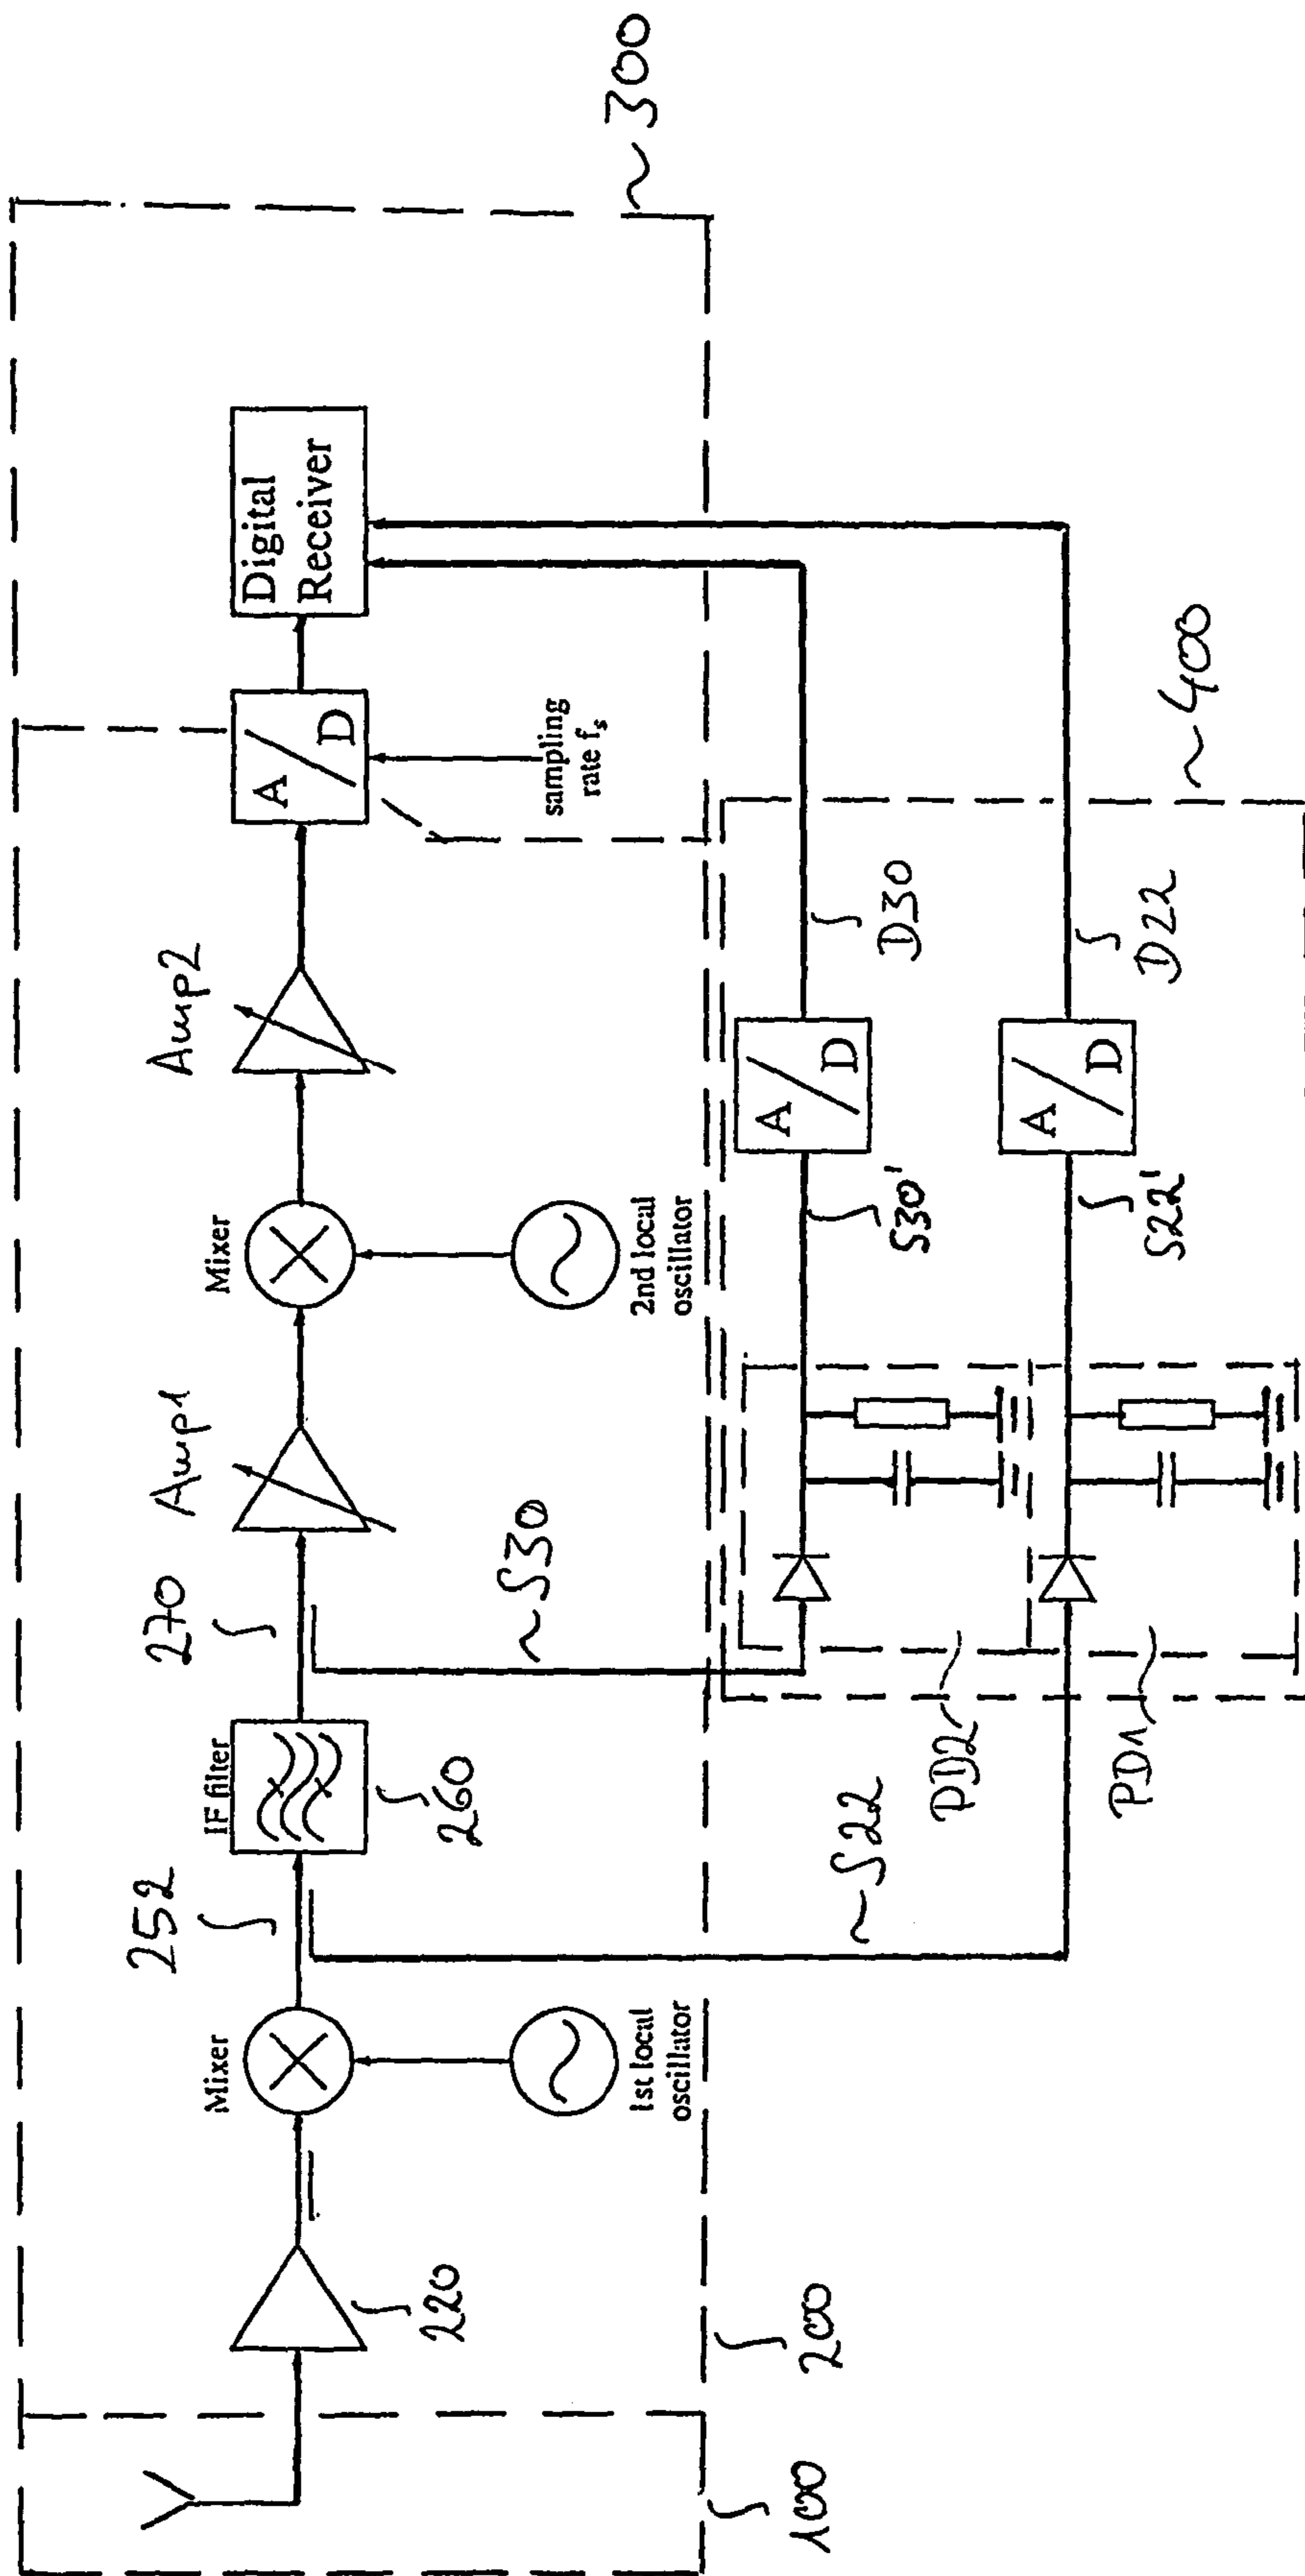 ~ 300
Amp1
Amp2
252
270
Mixer
IF filter
Mixer
A
D
Digital
Receiver
220
260
~ S30
1st local
oscillator
2nd local
oscillator
sampling
rate fs
100
200
~ S22
PD2
PD1
S30'
A
D
D30
S22'
A
D
D22
~ 400